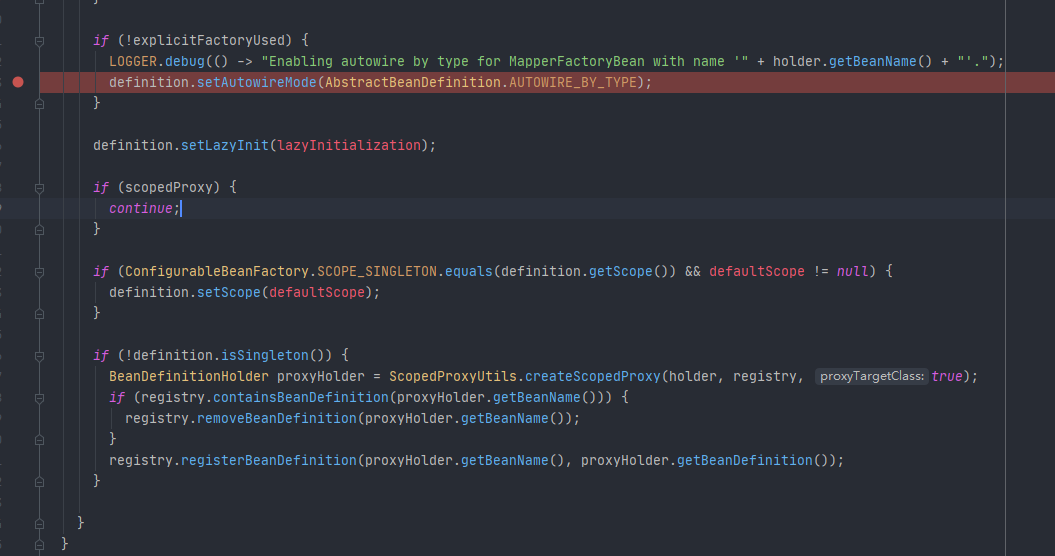 }
if (!explicitFactoryUsed) {
LOGGER.debug(() -> "Enabling autowire by type for MapperFactoryBean with name '" + holder.getBeanName() + "'.");
definition.setAutowireMode(AbstractBeanDefinition.AUTOWIRE_BY_TYPE);
}
definition.setLazyInit(lazyInitialization);
if (scopedProxy) {
continue;
}
if (ConfigurableBeanFactory.SCOPE_SINGLETON.equals(definition.getScope()) && defaultScope != null) {
definition.setScope(defaultScope);
}
if (!definition.isSingleton()) {
BeanDefinitionHolder proxyHolder = ScopedProxyUtils.createScopedProxy(holder, registry, proxyTargetClass: true);
if (registry.containsBeanDefinition(proxyHolder.getBeanName())) {
registry.removeBeanDefinition(proxyHolder.getBeanName());
}
registry.registerBeanDefinition(proxyHolder.getBeanName(), proxyHolder.getBeanDefinition());
}
}
}